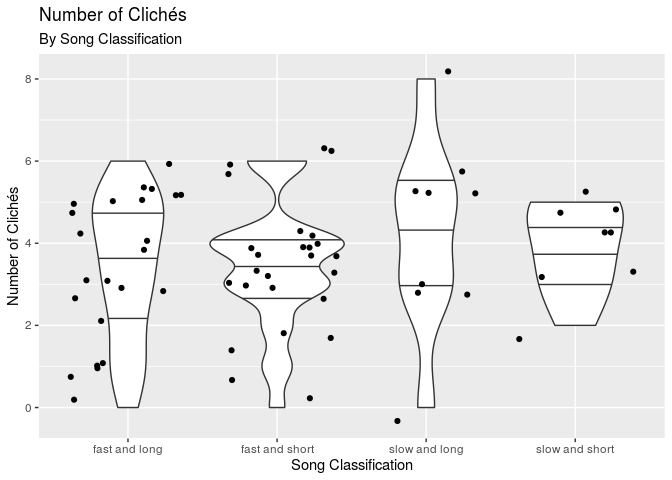 Number of Clichés
By Song Classification
Number of Clichés
8
6
4
2
0
fast and long
fast and short
slow and long
slow and short
Song Classification